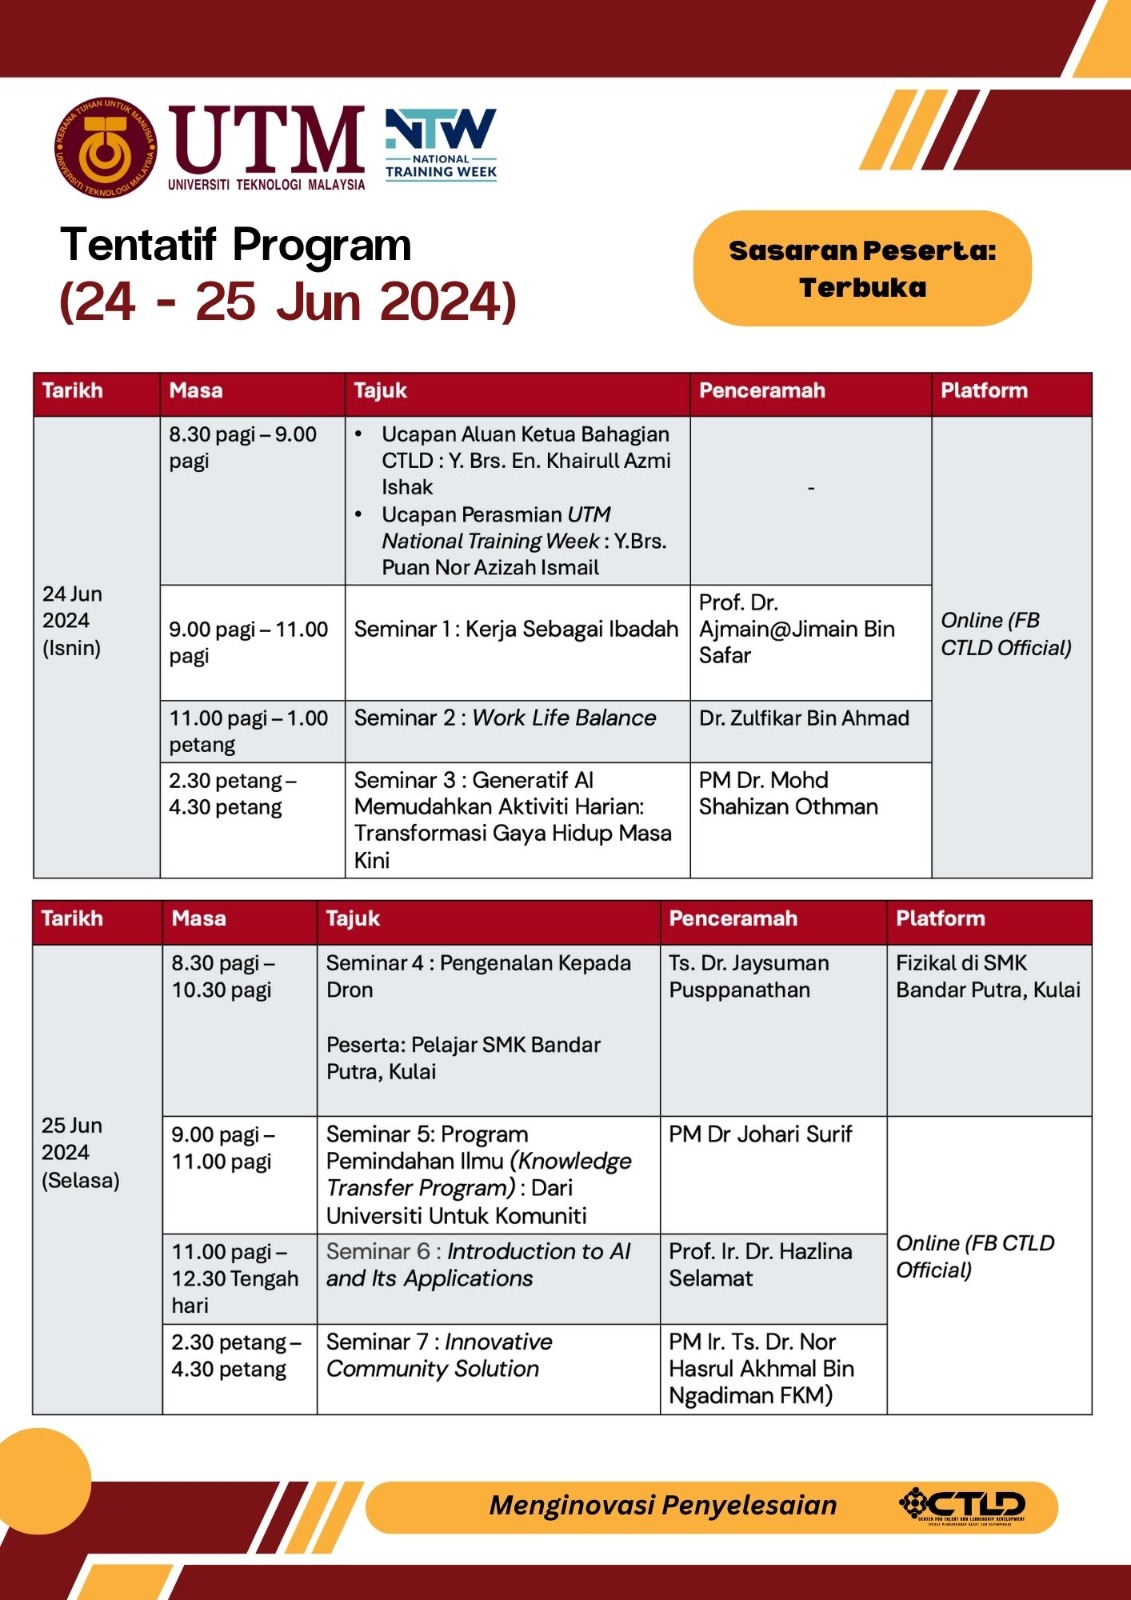 KERANA TUHAN UNTUK MANUSIA
UNIVERSITI TEKNOLOGI MALAYSIA
UTM
UNIVERSITI TEKNOLOGI MALAYSIA
NTW
NATIONAL
TRAINING WEEK
Tentatif Program
(24 - 25 Jun 2024)
Sasaran Peserta:
Terbuka
Tarikh Masa Tajuk Penceramah Platform
24 Jun
2024
(Isnin)
8.30 pagi – 9.00
pagi
• Ucapan Aluan Ketua Bahagian
CTLD : Y. Brs. En. Khairull Azmi
Ishak
• Ucapan Perasmian UTM
National Training Week : Y.Brs.
Puan Nor Azizah Ismail
-
Online (FB
CTLD Official)
9.00 pagi – 11.00
pagi
Seminar 1 : Kerja Sebagai Ibadah
Prof. Dr.
Ajmain@Jimain Bin
Safar
11.00 pagi – 1.00
petang
Seminar 2 : Work Life Balance
Dr. Zulfikar Bin Ahmad
2.30 petang –
4.30 petang
Seminar 3 : Generatif AI
Memudahkan Aktiviti Harian:
Transformasi Gaya Hidup Masa
Kini
PM Dr. Mohd
Shahizan Othman
Tarikh Masa Tajuk Penceramah Platform
25 Jun
2024
(Selasa)
8.30 pagi –
10.30 pagi
Seminar 4 : Pengenalan Kepada
Dron
Peserta: Pelajar SMK Bandar
Putra, Kulai
Ts. Dr. Jaysuman
Pusppanathan
Fizikal di SMK
Bandar Putra, Kulai
9.00 pagi –
11.00 pagi
Seminar 5: Program
Pemindahan Ilmu (Knowledge
Transfer Program) : Dari
Universiti Untuk Komuniti
PM Dr Johari Surif
Online (FB CTLD
Official)
11.00 pagi –
12.30 Tengah
hari
Seminar 6 : Introduction to AI
and Its Applications
Prof. Ir. Dr. Hazlina
Selamat
2.30 petang –
4.30 petang
Seminar 7 : Innovative
Community Solution
PM Ir. Ts. Dr. Nor
Hasrul Akhmal Bin
Ngadiman FKM)
Menginovasi Penyelesaian
CTLD
CENTER FOR TALENT AND LEADERSHIP DEVELOPMENT